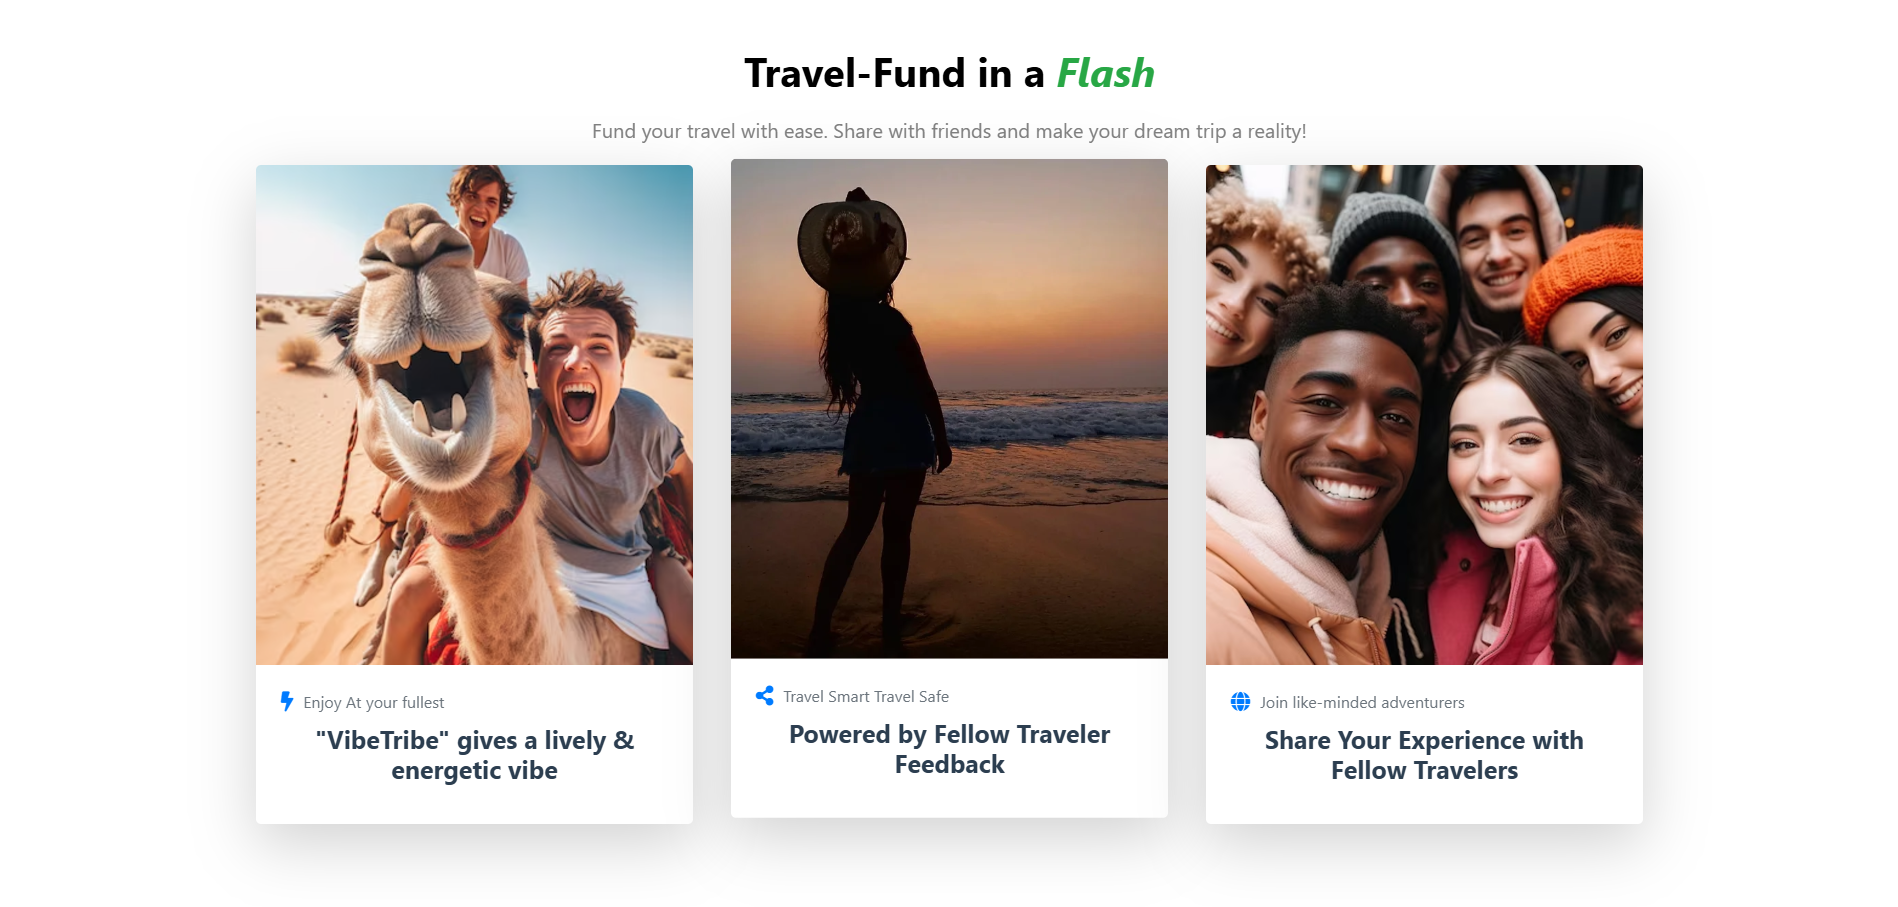 Travel-Fund in a Flash
Fund your travel with ease. Share with friends and make your dream trip a reality!
Enjoy At your fullest
"VibeTribe" gives a lively &
energetic vibe
Travel Smart Travel Safe
Powered by Fellow Traveler
Feedback
Join like-minded adventurers
Share Your Experience with
Fellow Travelers